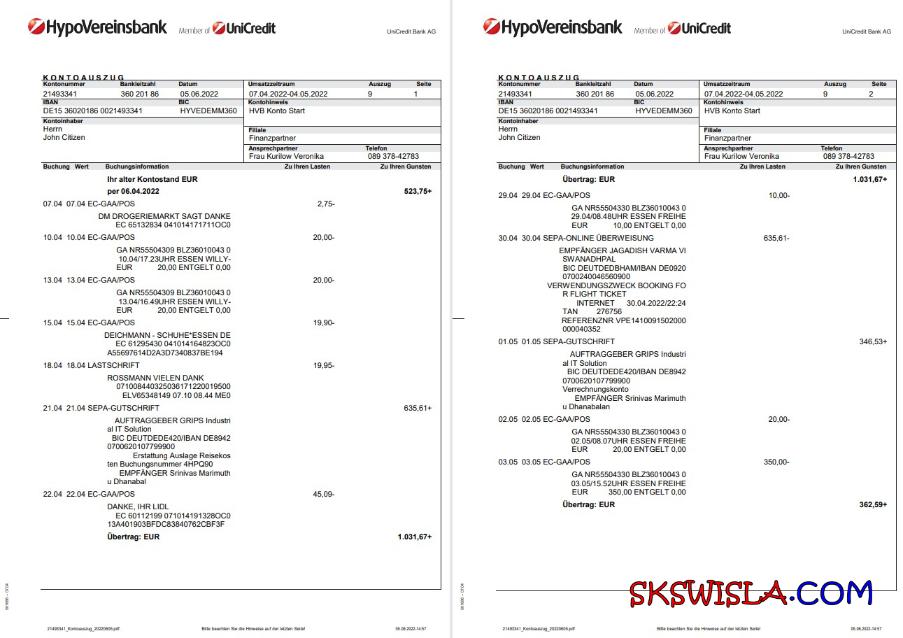 HypoVereinsbank Member of UniCredit UniCredit Bank AG
KONTOAUSZUG
Kontonummer Bankleitzahl Datum Umsatzzeitraum Auszug Seite
21493341 360 201 86 05.06.2022 07.04.2022-04.05.2022 9 1
IBAN BIC Kontohinweis
DE15 36020186 0021493341 HYVEDEMM360 HVB Konto Start
Kontoinhaber
Herrn Filiale
John Citizen Finanzpartner
Ansprechpartner Telefon
Frau Kurilow Veronika 089 378-42783
Buchung Wert Buchungsinformation Zu Ihren Lasten Zu Ihren Gunsten
Ihr alter Kontostand EUR
per 06.04.2022 523,75+
07.04 07.04 EC-GAA/POS 2,75-
DM DROGERIEMARKT SAGT DANKE
EC 65132834 041014171711OC0
10.04 10.04 EC-GAA/POS 20,00-
GA NR55504309 BLZ36010043 0
10.04/17.23UHR ESSEN WILLY-
EUR 20,00 ENTGELT 0,00
13.04 13.04 EC-GAA/POS 20,00-
GA NR55504309 BLZ36010043 0
13.04/16.49UHR ESSEN WILLY-
EUR 20,00 ENTGELT 0,00
15.04 15.04 EC-GAA/POS 19,90-
DEICHMANN - SCHUHE*ESSEN DE
EC 61295430 041014164823OC0
A55697614D2A3D7340837BE194
18.04 18.04 LASTSCHRIFT 19,95-
ROSSMANN VIELEN DANK
071008440325036171220019500
ELV65348149 07.10 08.44 ME0
21.04 21.04 SEPA-GUTSCHRIFT 635,61+
AUFTRAGGEBER GRIPS Industri
al IT Solution
BIC DEUTDEDE420/IBAN DE8942
0700620107799900
Erstattung Auslage Reisekos
ten Buchungsnummer 4HPQ90
EMPFÄNGER Srinivas Marimuth
u Dhanabal
22.04 22.04 EC-GAA/POS 45,09-
DANKE, IHR LIDL
EC 60112199 071014191328OC0
13A401903BFDC83840762CBF3F
Übertrag: EUR 1.031,67+
21493341_Kontoauszug_20220605.pdf Bitte beachten Sie die Hinweise auf der letzten Seite!
HypoVereinsbank Member of UniCredit UniCredit Bank AG
KONTOAUSZUG
Kontonummer Bankleitzahl Datum Umsatzzeitraum Auszug Seite
21493341 360 201 86 05.06.2022 07.04.2022-04.05.2022 9 2
IBAN BIC Kontohinweis
DE15 36020186 0021493341 HYVEDEMM360 HVB Konto Start
Kontoinhaber
Herrn Filiale
John Citizen Finanzpartner
Ansprechpartner Telefon
Frau Kurilow Veronika 089 378-42783
Buchung Wert Buchungsinformation Zu Ihren Lasten Zu Ihren Gunsten
Übertrag: EUR 1.031,67+
29.04 29.04 EC-GAA/POS 10,00-
GA NR55504330 BLZ36010043 0
29.04/08.48UHR ESSEN FREIHE
EUR 10,00 ENTGELT 0,00
30.04 30.04 SEPA-ONLINE ÜBERWEISUNG 635,61-
EMPFÄNGER JAGADISH VARMA VI
SWANADHPAL
BIC DEUTDEDBHAM/IBAN DE0920
0700240046560900
VERWENDUNGSZWECK BOOKING FO
R FLIGHT TICKET
INTERNET 30.04.2022/22:24
TAN 276756
REFERENZNR VPE1410091502000
000040352
01.05 01.05 SEPA-GUTSCHRIFT 346,53+
AUFTRAGGEBER GRIPS Industri
al IT Solution
BIC DEUTDEDE420/IBAN DE8942
0700620107799900
Verrechnungskonto
EMPFÄNGER Srinivas Marimuth
u Dhanabalan
02.05 02.05 EC-GAA/POS 20,00-
GA NR55504330 BLZ36010043 0
02.05/08.07UHR ESSEN FREIHE
EUR 20,00 ENTGELT 0,00
03.05 03.05 EC-GAA/POS 350,00-
GA NR55504330 BLZ36010043 0
03.05/15.52UHR ESSEN FREIHE
EUR 350,00 ENTGELT 0,00
Übertrag: EUR 362,59+
SKSWISLA.COM
21493341_Kontoauszug_20220605.pdf Bitte beachten Sie die Hinweise auf der letzten Seite!